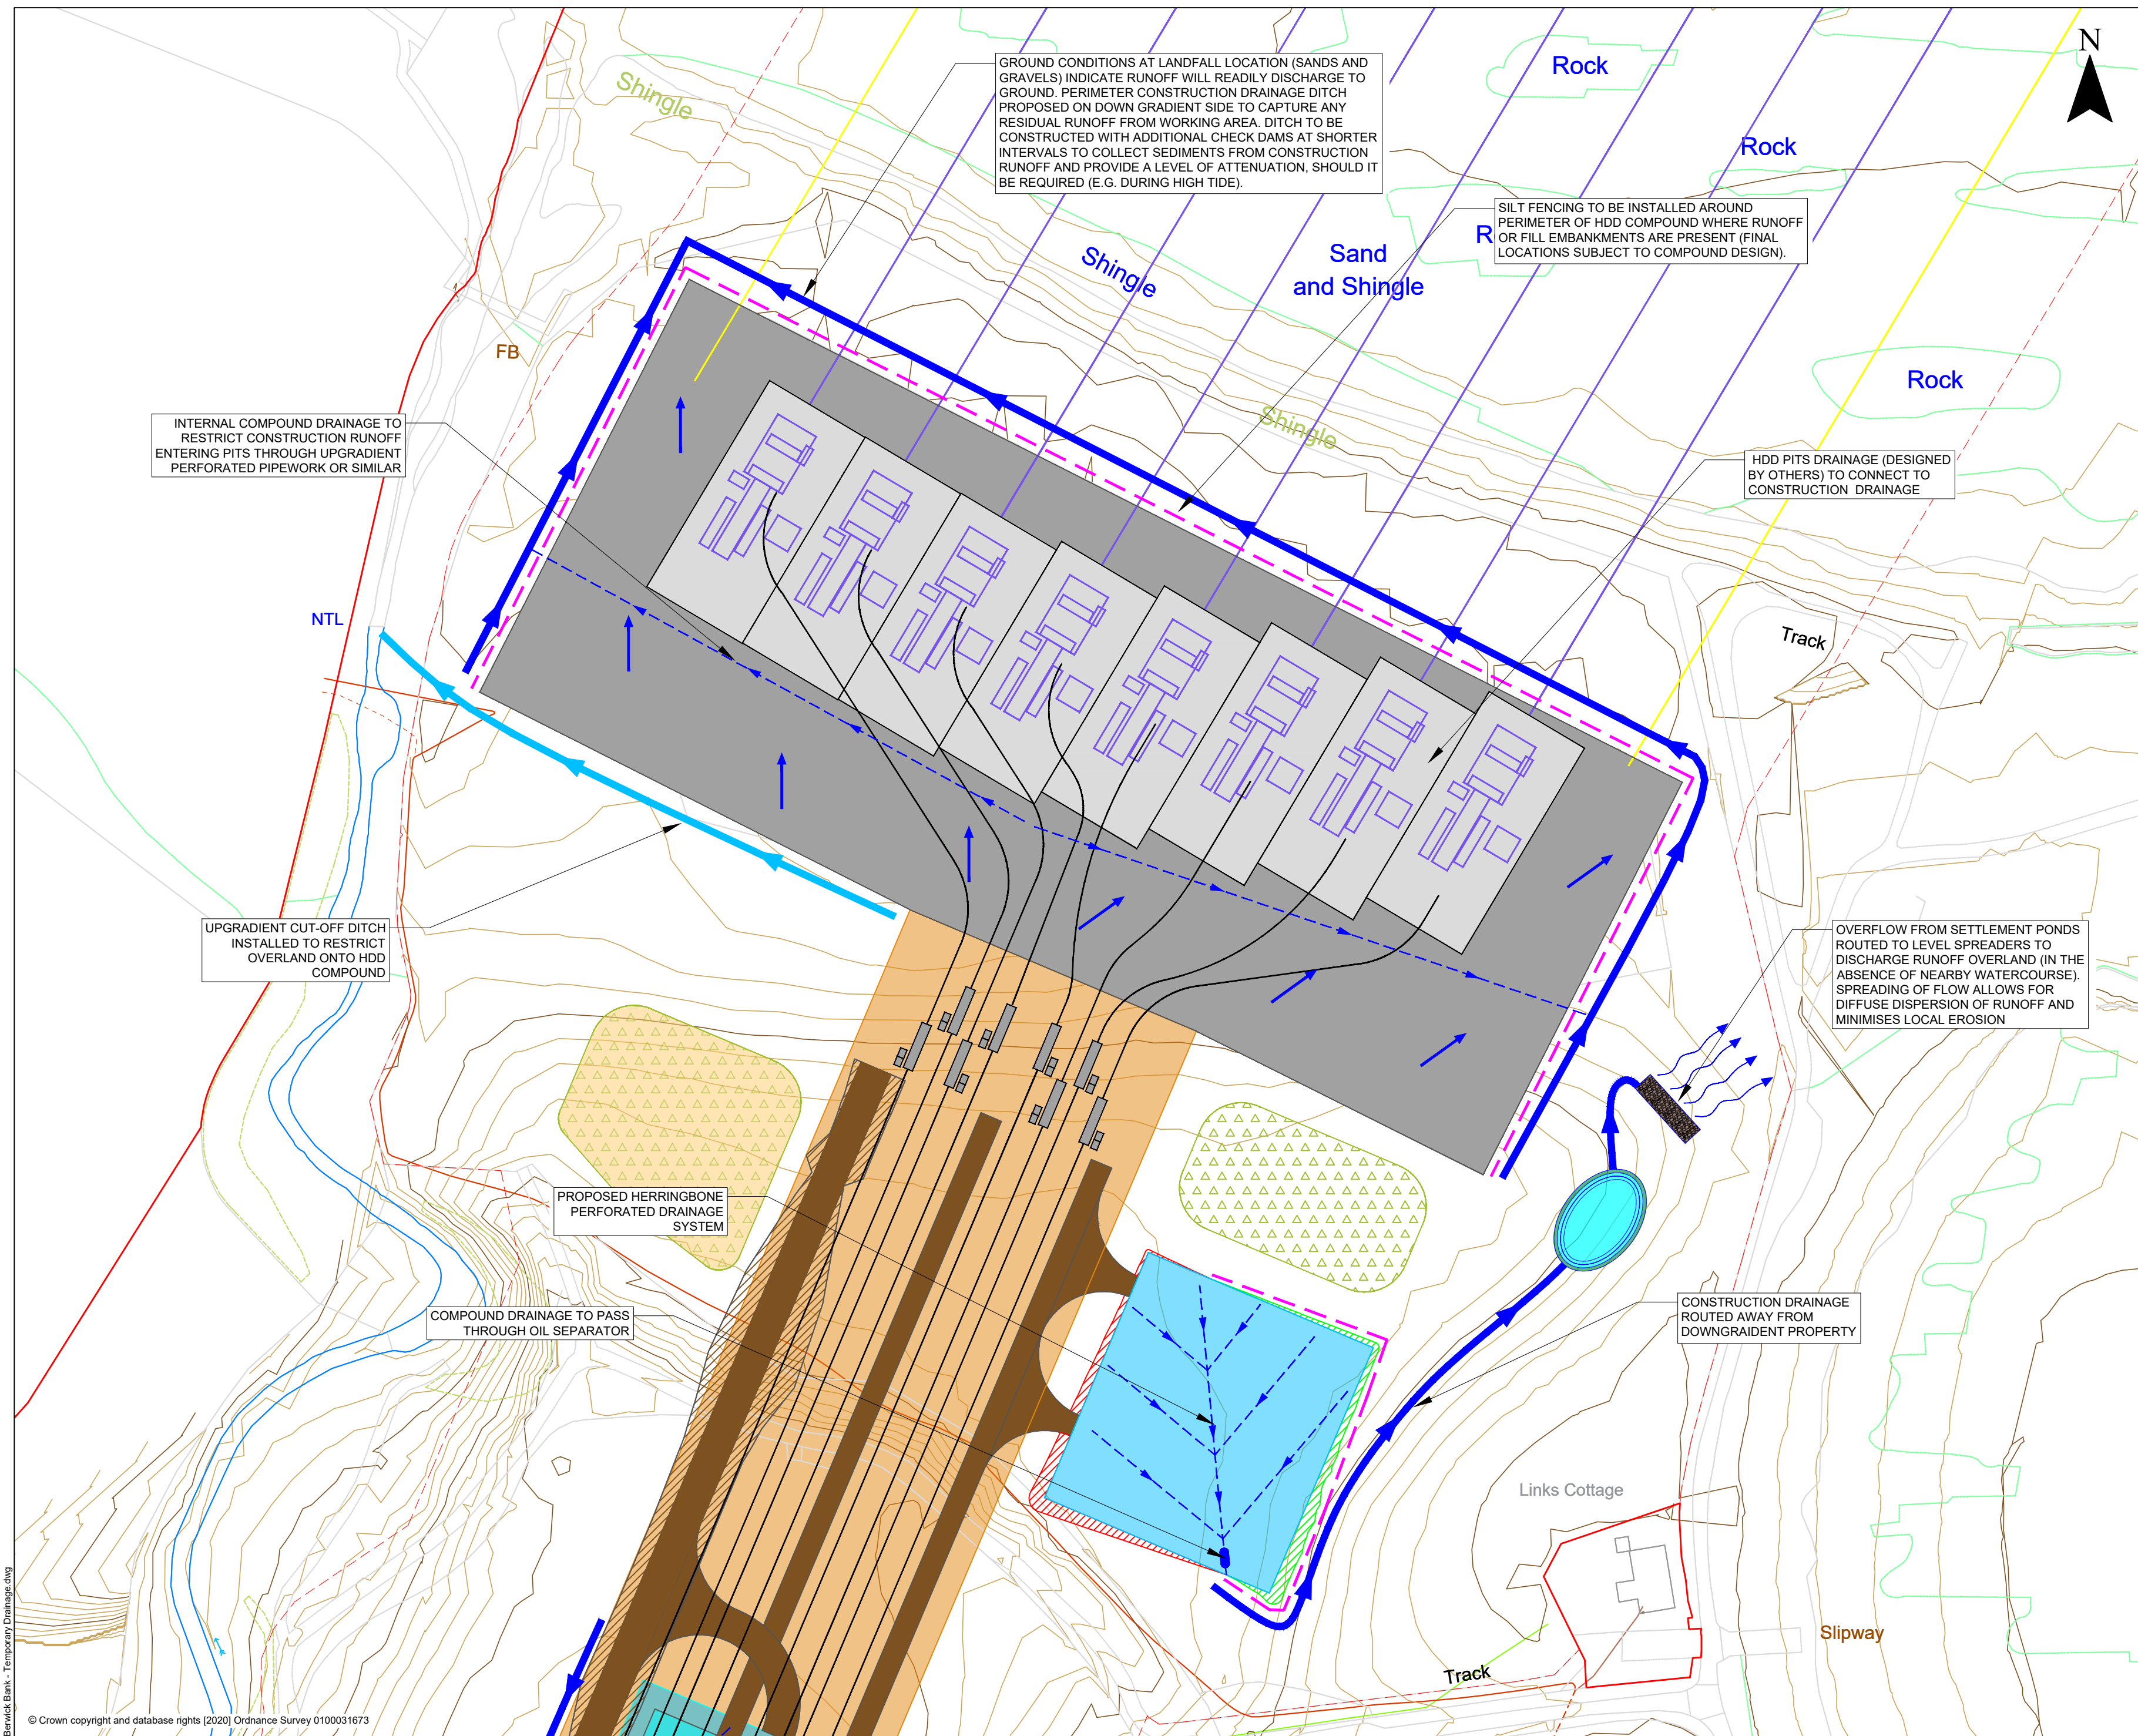 N
Rock
Shingle
GROUND CONDITIONS AT LANDFALL LOCATION (SANDS AND
GRAVELS) INDICATE RUNOFF WILL READILY DISCHARGE TO
GROUND. PERIMETER CONSTRUCTION DRAINAGE DITCH
PROPOSED ON DOWN GRADIENT SIDE TO CAPTURE ANY
RESIDUAL RUNOFF FROM WORKING AREA. DITCH TO BE
CONSTRUCTED WITH ADDITIONAL CHECK DAMS AT SHORTER
INTERVALS TO COLLECT SEDIMENTS FROM CONSTRUCTION
RUNOFF AND PROVIDE A LEVEL OF ATTENUATION, SHOULD IT
BE REQUIRED (E.G. DURING HIGH TIDE).
Rock
SILT FENCING TO BE INSTALLED AROUND
PERIMETER OF HDD COMPOUND WHERE RUNOFF
OR FILL EMBANKMENTS ARE PRESENT (FINAL
LOCATIONS SUBJECT TO COMPOUND DESIGN).
R
Sand
and Shingle
Shingle
FB
Rock
Shingle
INTERNAL COMPOUND DRAINAGE TO
RESTRICT CONSTRUCTION RUNOFF
ENTERING PITS THROUGH UPGRADIENT
PERFORATED PIPEWORK OR SIMILAR
HDD PITS DRAINAGE (DESIGNED
BY OTHERS) TO CONNECT TO
CONSTRUCTION DRAINAGE
NTL
Track
UPGRADIENT CUT-OFF DITCH
INSTALLED TO RESTRICT
OVERLAND ONTO HDD
COMPOUND
OVERFLOW FROM SETTLEMENT PONDS
ROUTED TO LEVEL SPREADERS TO
DISCHARGE RUNOFF OVERLAND (IN THE
ABSENCE OF NEARBY WATERCOURSE).
SPREADING OF FLOW ALLOWS FOR
DIFFUSE DISPERSION OF RUNOFF AND
MINIMISES LOCAL EROSION
PROPOSED HERRINGBONE
PERFORATED DRAINAGE
SYSTEM
COMPOUND DRAINAGE TO PASS
THROUGH OIL SEPARATOR
CONSTRUCTION DRAINAGE
ROUTED AWAY FROM
DOWNGRAIDENT PROPERTY
Links Cottage
Slipway
Track
Berwick Bank - Temporary Drainage.dwg
© Crown copyright and database rights [2020] Ordnance Survey 0100031673